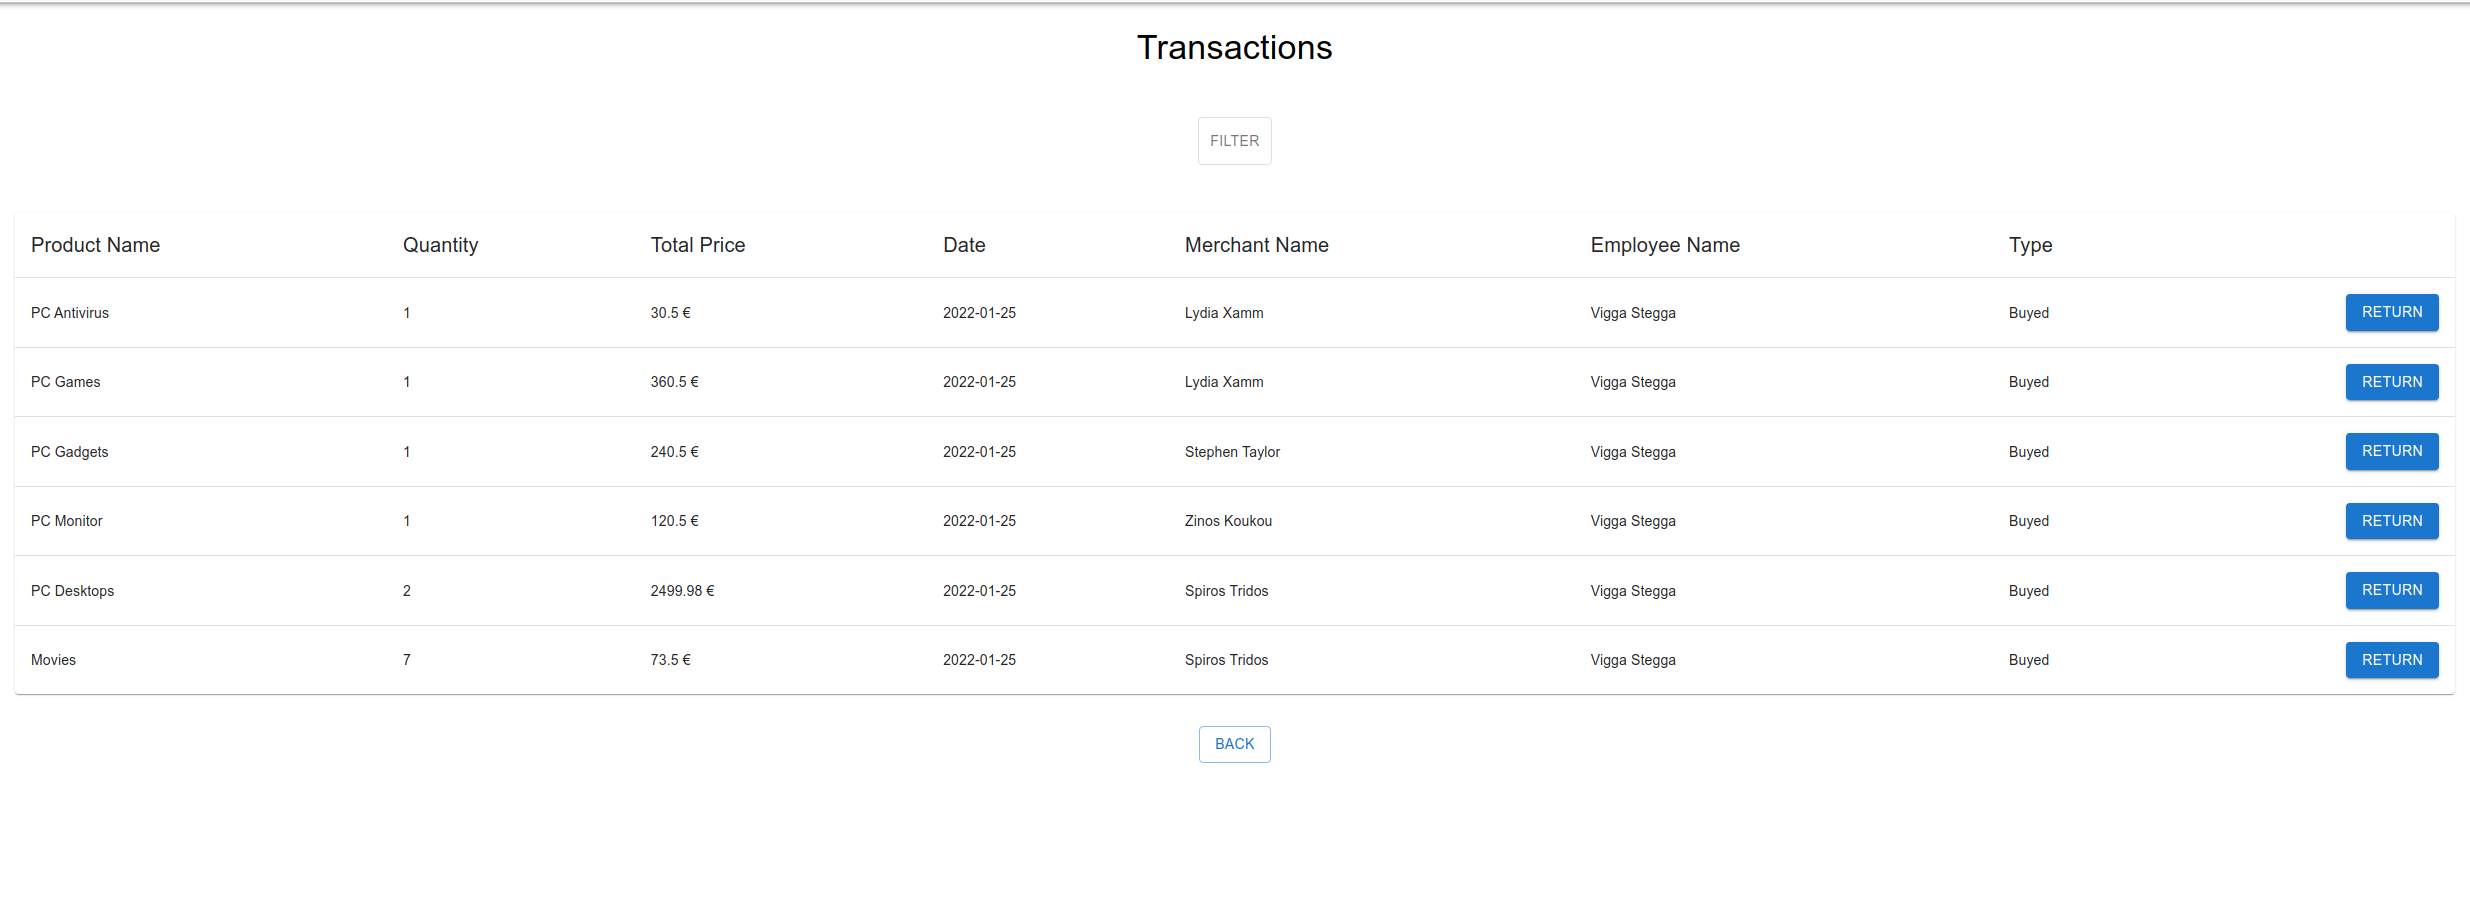 Transactions
FILTER
Product Name Quantity Total Price Date Merchant Name Employee Name Type
PC Antivirus 1 30.5 € 2022-01-25 Lydia Xamm Vigga Stegga Buyed RETURN
PC Games 1 360.5 € 2022-01-25 Lydia Xamm Vigga Stegga Buyed RETURN
PC Gadgets 1 240.5 € 2022-01-25 Stephen Taylor Vigga Stegga Buyed RETURN
PC Monitor 1 120.5 € 2022-01-25 Zinos Koukou Vigga Stegga Buyed RETURN
PC Desktops 2 2499.98 € 2022-01-25 Spiros Tridos Vigga Stegga Buyed RETURN
Movies 7 73.5 € 2022-01-25 Spiros Tridos Vigga Stegga Buyed RETURN
BACK